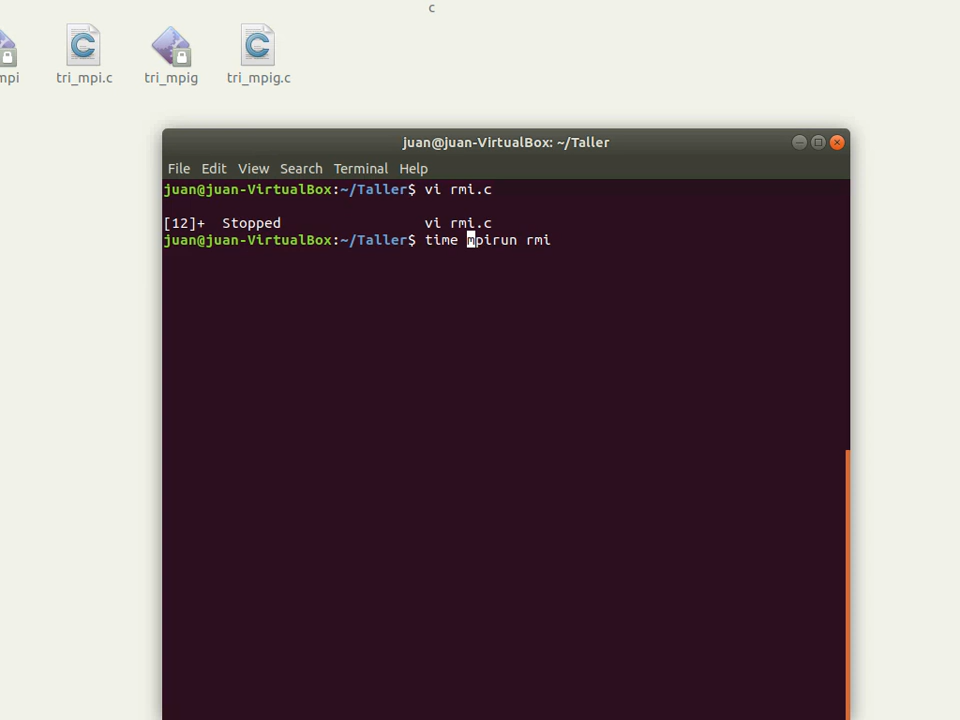 c
mpi tri_mpi.c tri_mpig tri_mpig.c
juan@juan-VirtualBox: ~/Taller
File Edit View Search Terminal Help
juan@juan-VirtualBox:~/Taller$ vi rmi.c
[12]+  Stopped                 vi rmi.c
juan@juan-VirtualBox:~/Taller$ time mpirun rmi